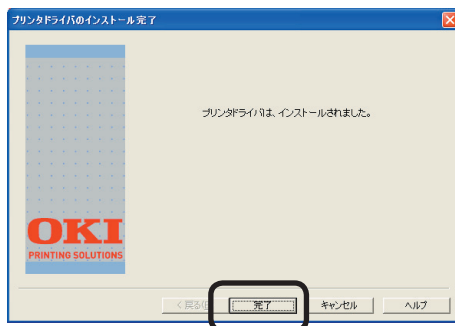 プリンタドライバのインストール完了
プリンタドライバは、インストールされました。
OKI
PRINTING SOLUTIONS
< 戻る(B)
完了
キャンセル
ヘルプ